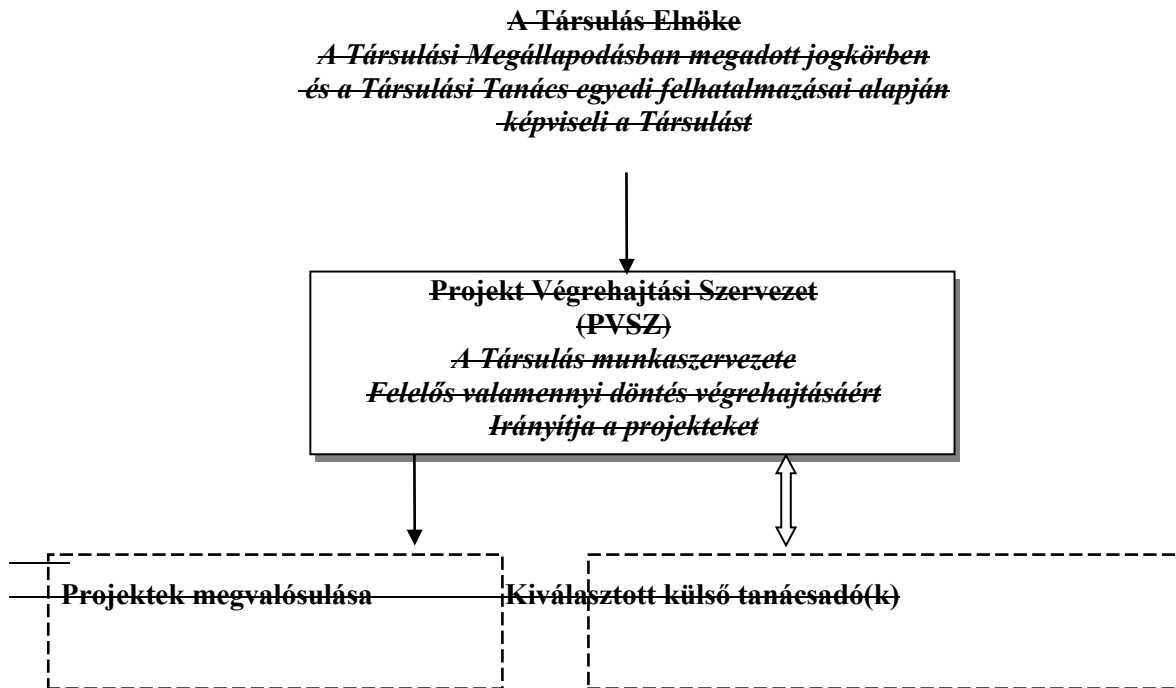 A Társulás Elnöke
A Társulási Megállapodásban megadott jogkörben
és a Társulási Tanács egyedi felhatalmazásai alapján
képviseli a Társulást
Projekt Végrehajtási Szervezet
(PVSZ)
A Társulás munkaszervezete
Felelős valamennyi döntés végrehajtásáért
Irányítja a projekteket
Projektek megvalósulása Kiválasztott külső tanácsadó(k)